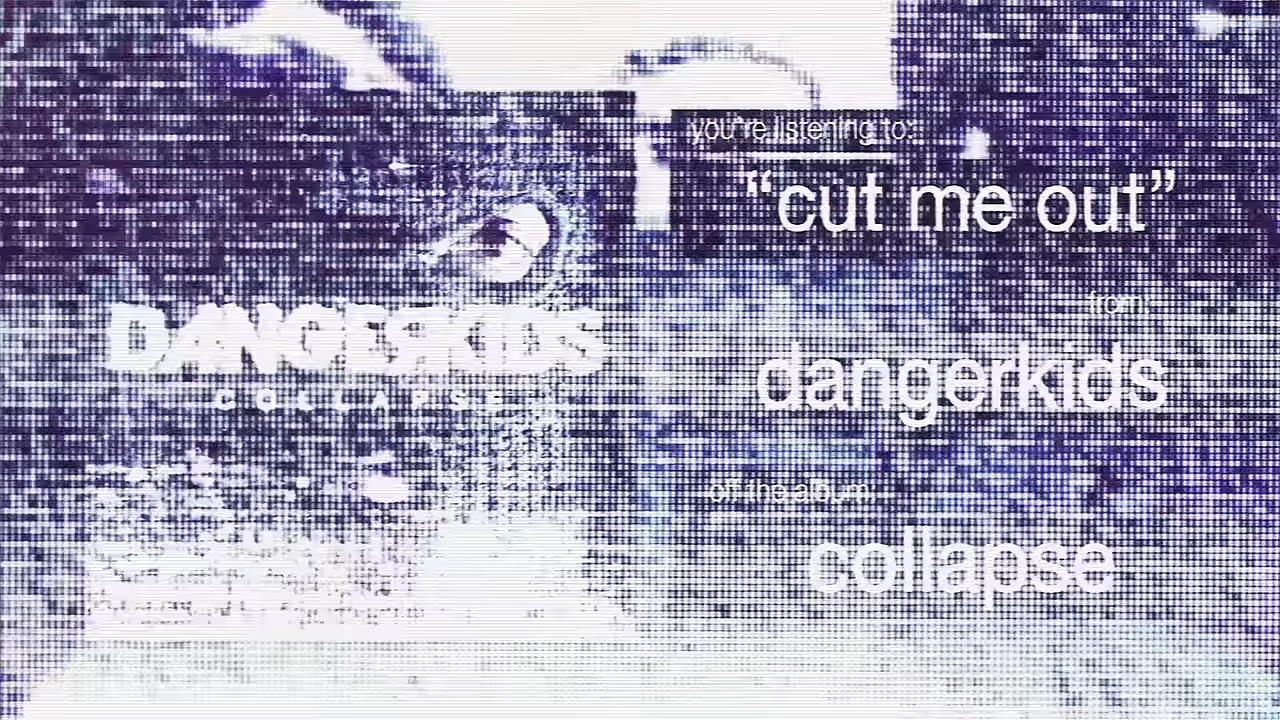 you're listening to:
“cut me out”
from:
DANGERKIDS
COLLAPSE
dangerkids
off the album:
collapse